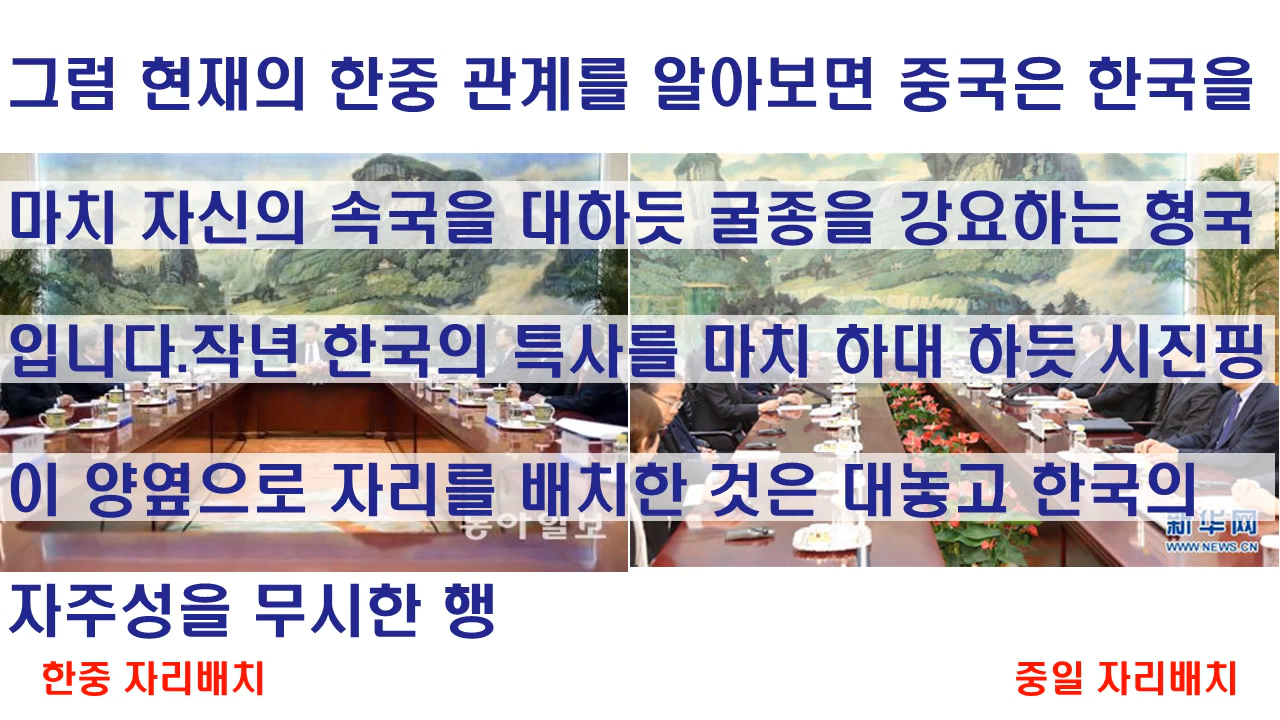 그럼 현재의 한중 관계를 알아보면 중국은 한국을
마치 자신의 속국을 대하듯 굴종을 강요하는 형국
입니다.작년 한국의 특사를 마치 하대 하듯 시진핑
이 양옆으로 자리를 배치한 것은 대놓고 한국의
동아일보
新华网
WWW.NEWS.CN
자주성을 무시한 행
한중 자리배치
중일 자리배치